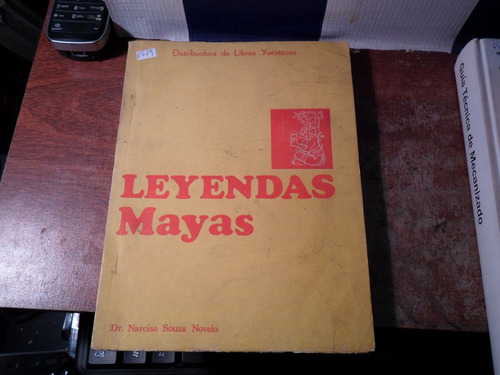 Distribuidora de Libros Yucatecos
LEYENDAS
Mayas
Dr. Narciso Souza Novelo
Guía Técnica de Mecanizado